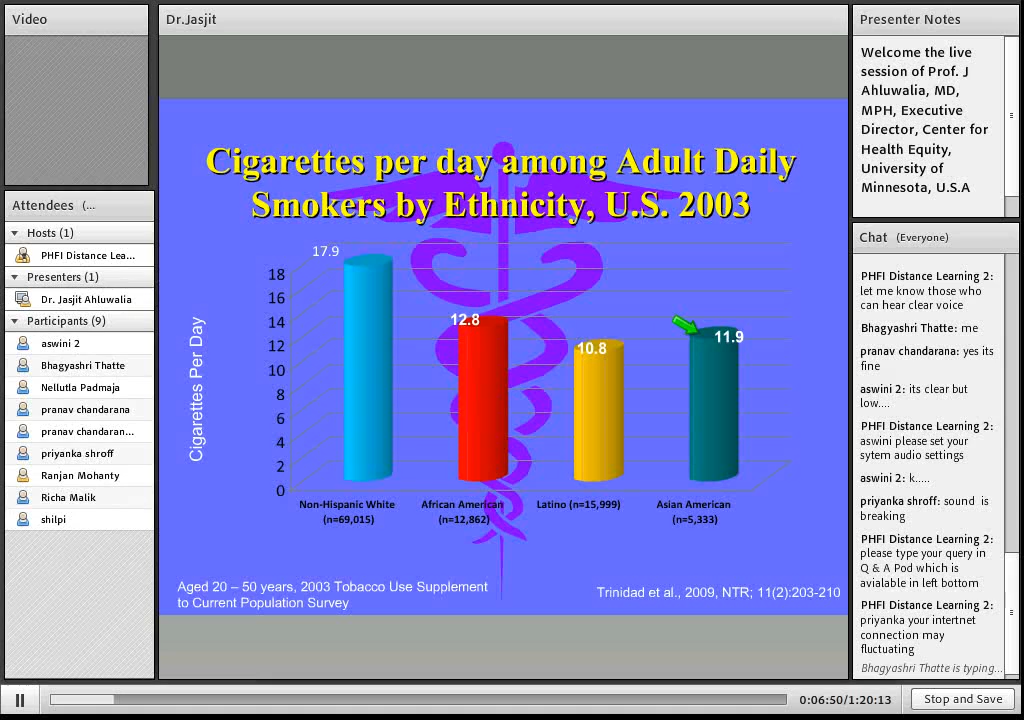 Video
Dr.Jasjit
Presenter Notes
Welcome the live
session of Prof. J
Ahluwalia, MD,
MPH, Executive
Director, Center for
Health Equity,
University of
Minnesota, U.S.A
Attendees (...
Hosts (1)
PHFI Distance Lea...
Presenters (1)
Dr. Jasjit Ahluwalia
Participants (9)
aswini 2
Bhagyashri Thatte
Nellutla Padmaja
pranav chandarana
pranav chandaran...
priyanka shroff
Ranjan Mohanty
Richa Malik
shilpi
Cigarettes per day among Adult Daily
Smokers by Ethnicity, U.S. 2003
Cigarettes Per Day
18
16
14
12
10
8
6
4
2
0
17.9
12.8
10.8
11.9
Non-Hispanic White
(n=69,015)
African American
(n=12,862)
Latino (n=15,999)
Asian American
(n=5,333)
Aged 20 – 50 years, 2003 Tobacco Use Supplement
to Current Population Survey
Trinidad et al., 2009, NTR; 11(2):203-210
Chat (Everyone)
PHFI Distance Learning 2:
let me know those who
can hear clear voice
Bhagyashri Thatte: me
pranav chandarana: yes its
fine
aswini 2: its clear but
low....
PHFI Distance Learning 2:
aswini please set your
sytem audio settings
aswini 2: k.....
priyanka shroff: sound is
breaking
PHFI Distance Learning 2:
please type your query in
Q & A Pod which is
avialable in left bottom
PHFI Distance Learning 2:
priyanka your intertnet
connection may
fluctuating
Bhagyashri Thatte is typing...
0:06:50/1:20:13
Stop and Save